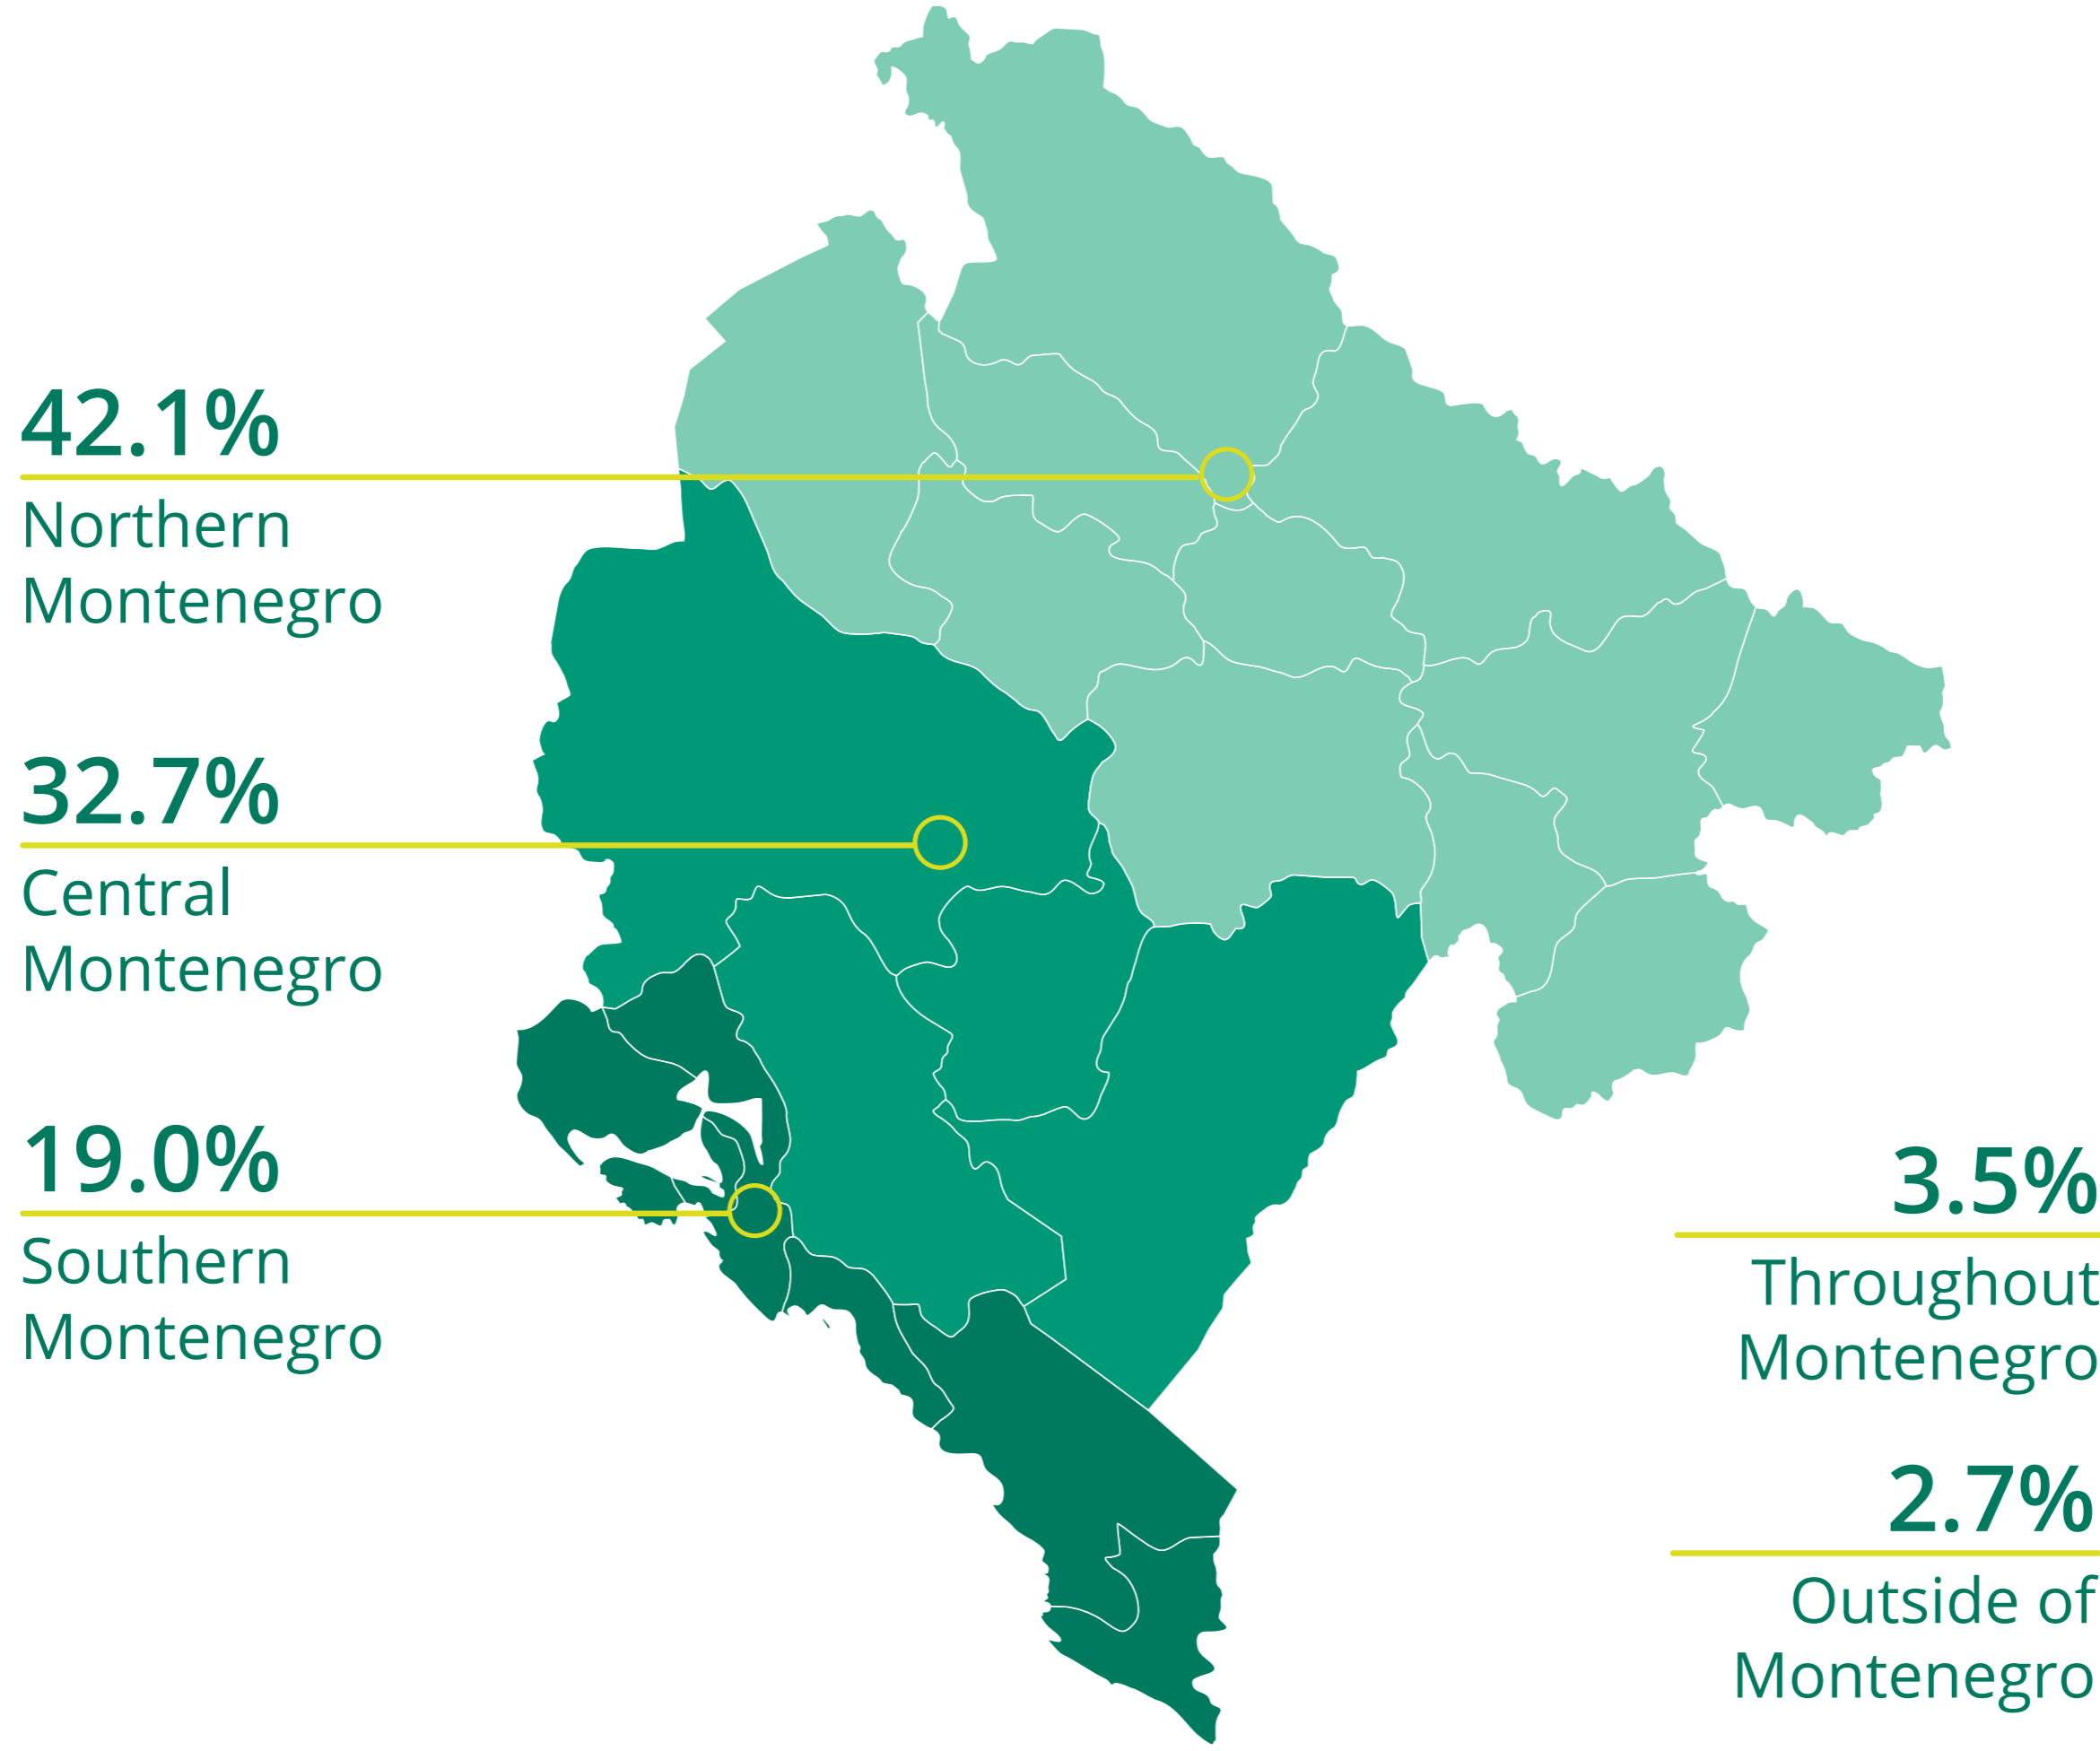 42.1%
Northern
Montenegro
32.7%
Central
Montenegro
19.0%
Southern
Montenegro
3.5%
Throughout
Montenegro
2.7%
Outside of
Montenegro